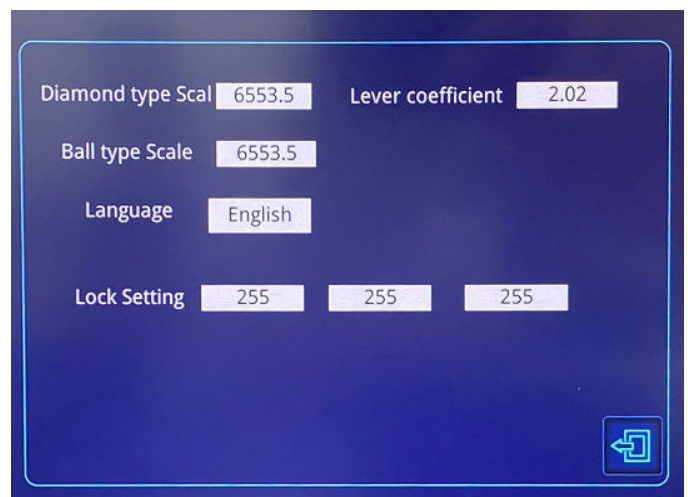 Diamond type Scal 6553.5 Lever coefficient 2.02
Ball type Scale 6553.5
Language English
Lock Setting 255 255 255